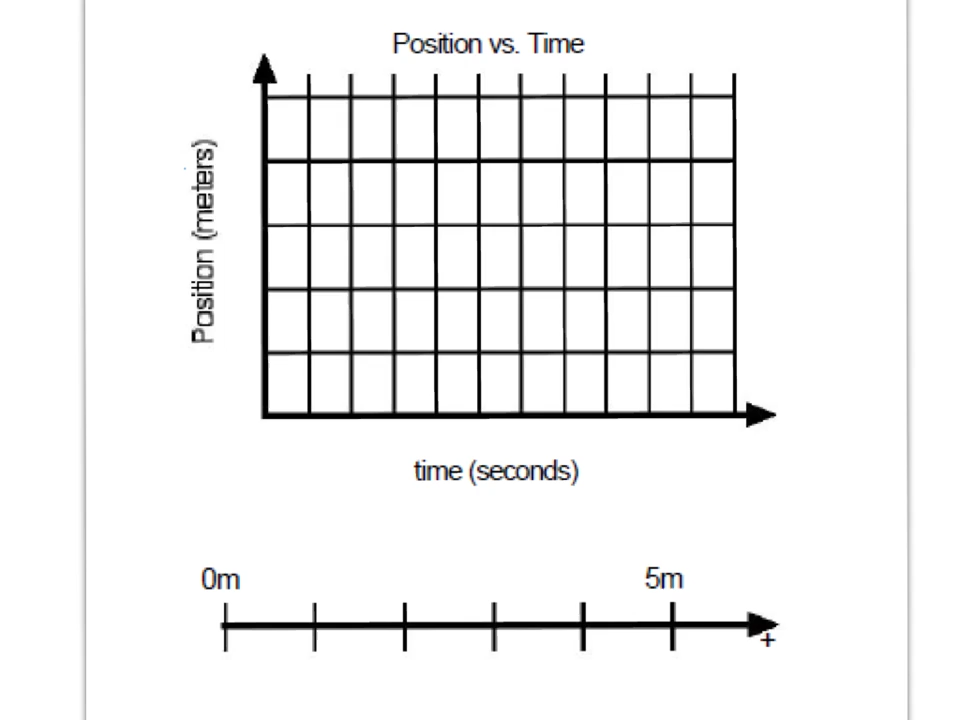 Position vs. Time
Position (meters)
time (seconds)
0m
5m
+